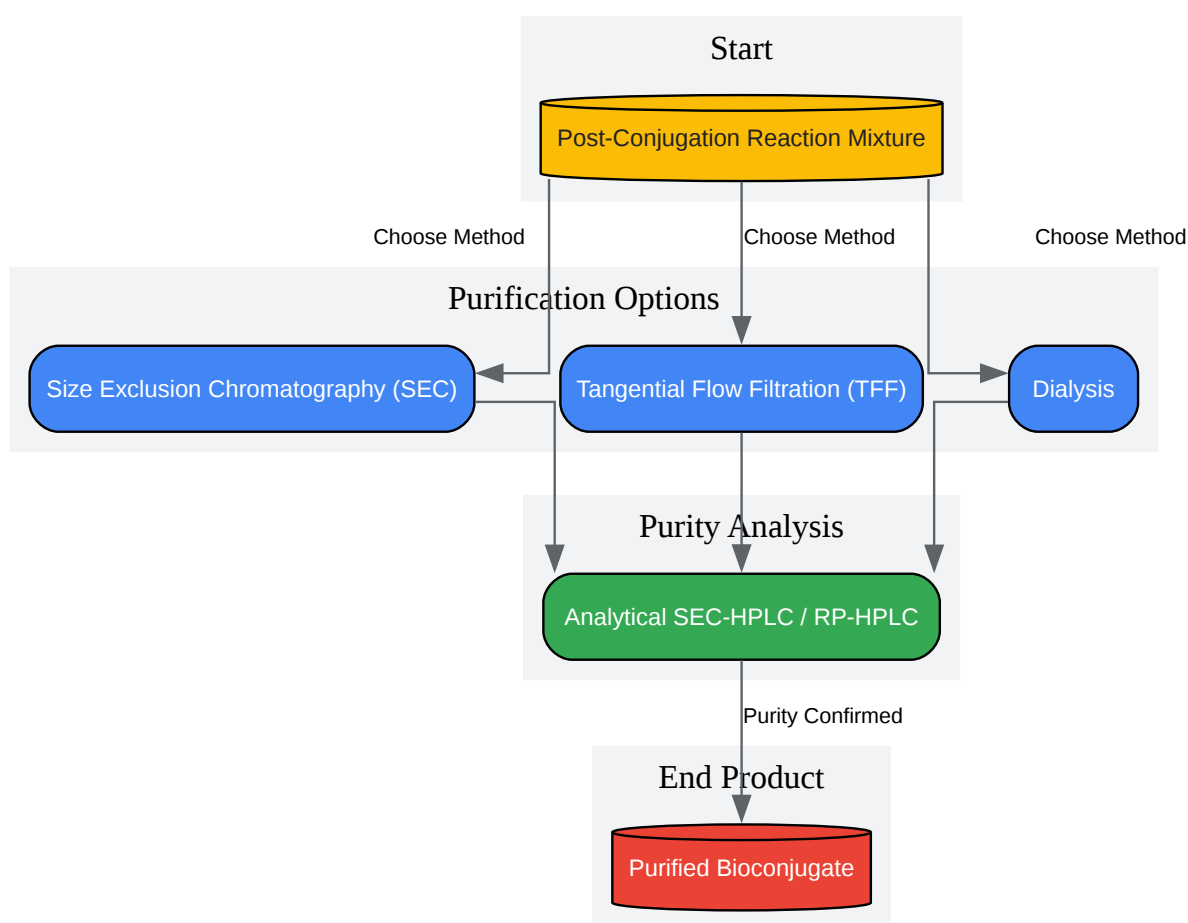 Start
Post-Conjugation Reaction Mixture
Choose Method
Choose Method
Choose Method
Purification Options
Size Exclusion Chromatography (SEC)
Tangential Flow Filtration (TFF)
Dialysis
Purity Analysis
Analytical SEC-HPLC / RP-HPLC
Purity Confirmed
End Product
Purified Bioconjugate